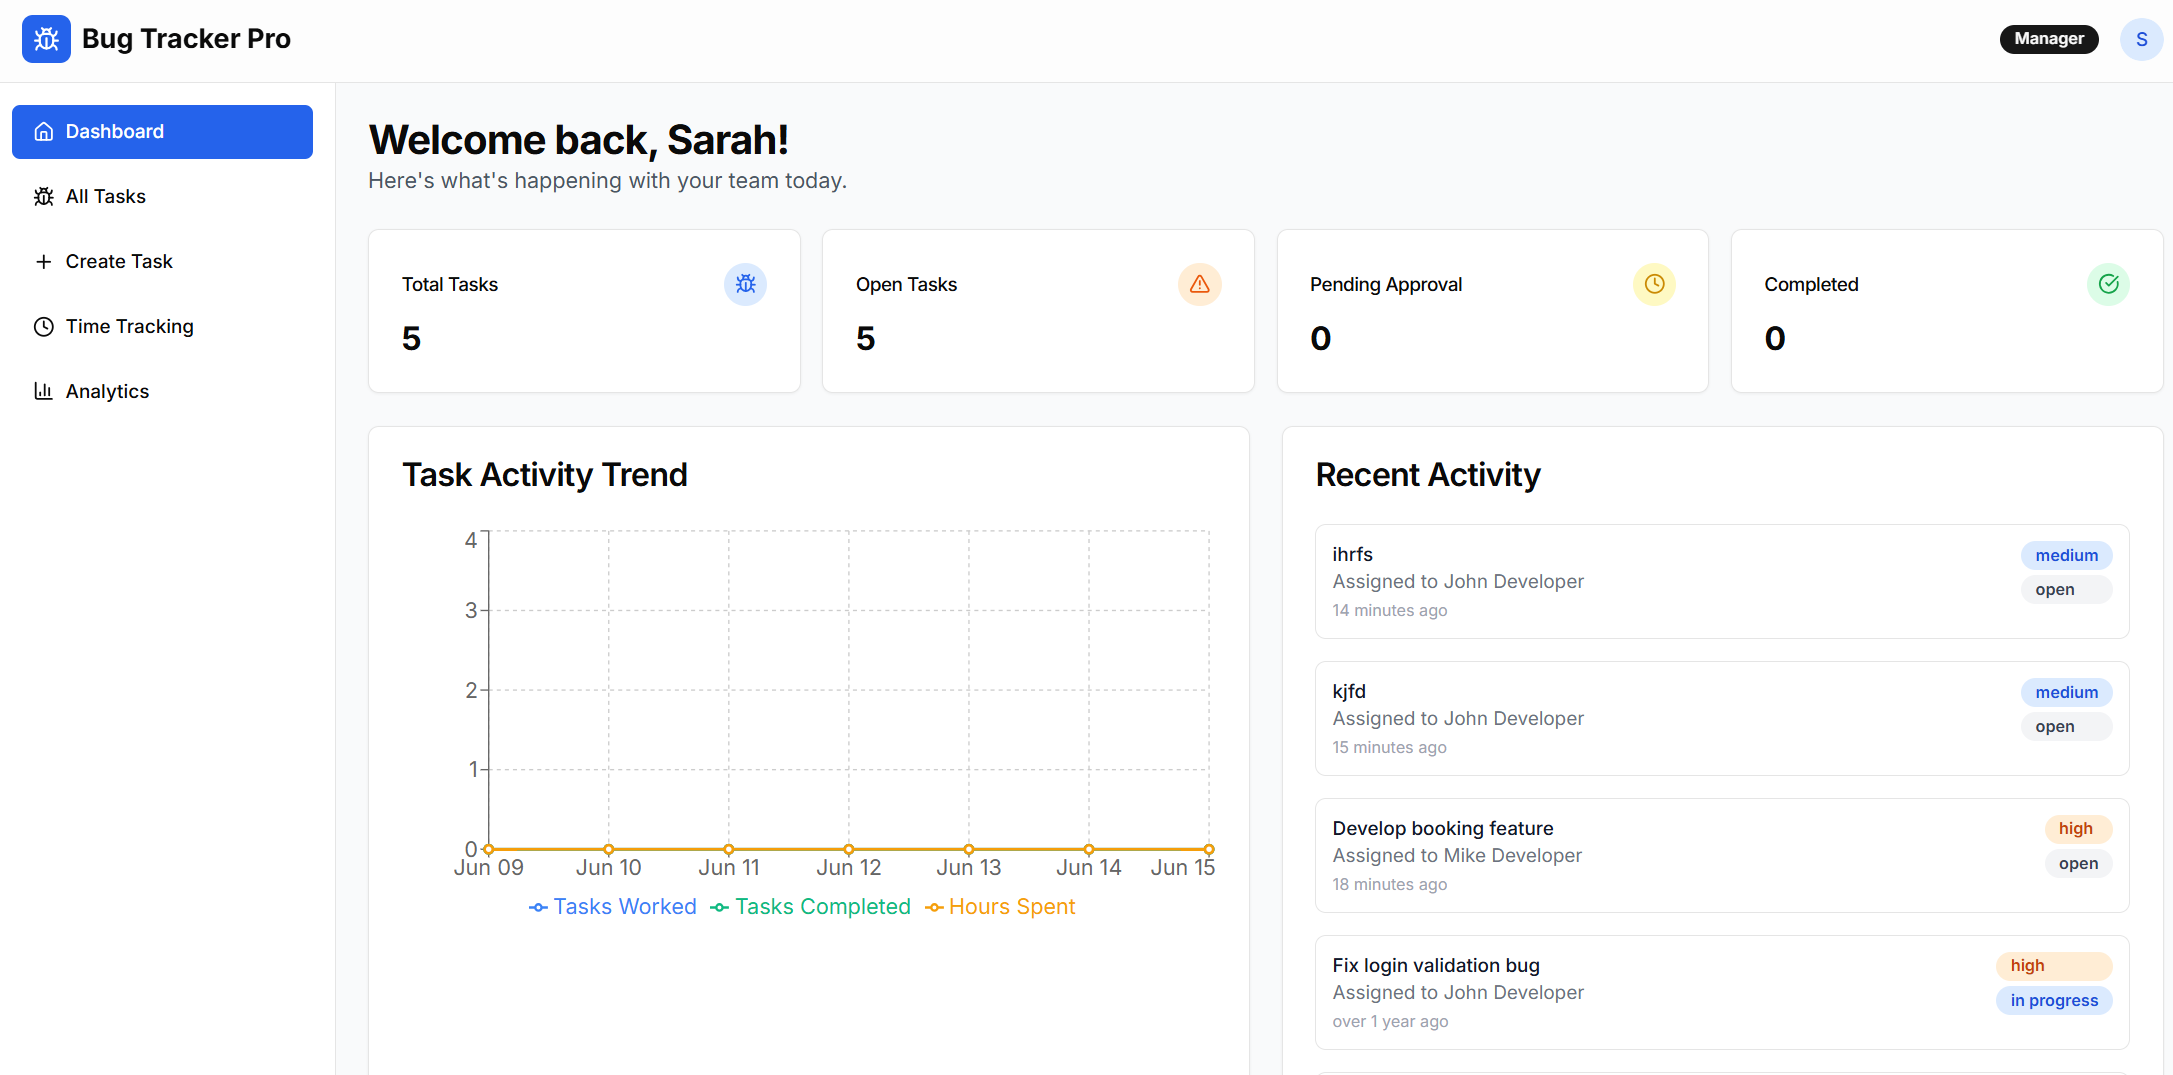 Bug Tracker Pro
Manager
S
Dashboard
All Tasks
Create Task
Time Tracking
Analytics
Welcome back, Sarah!
Here's what's happening with your team today.
Total Tasks
5
Open Tasks
5
Pending Approval
0
Completed
0
Task Activity Trend
4
3
2
1
0
Jun 09 Jun 10 Jun 11 Jun 12 Jun 13 Jun 14 Jun 15
Tasks Worked Tasks Completed Hours Spent
Recent Activity
ihrfs
Assigned to John Developer
14 minutes ago
medium
open
kjfd
Assigned to John Developer
15 minutes ago
medium
open
Develop booking feature
Assigned to Mike Developer
18 minutes ago
high
open
Fix login validation bug
Assigned to John Developer
over 1 year ago
high
in progress